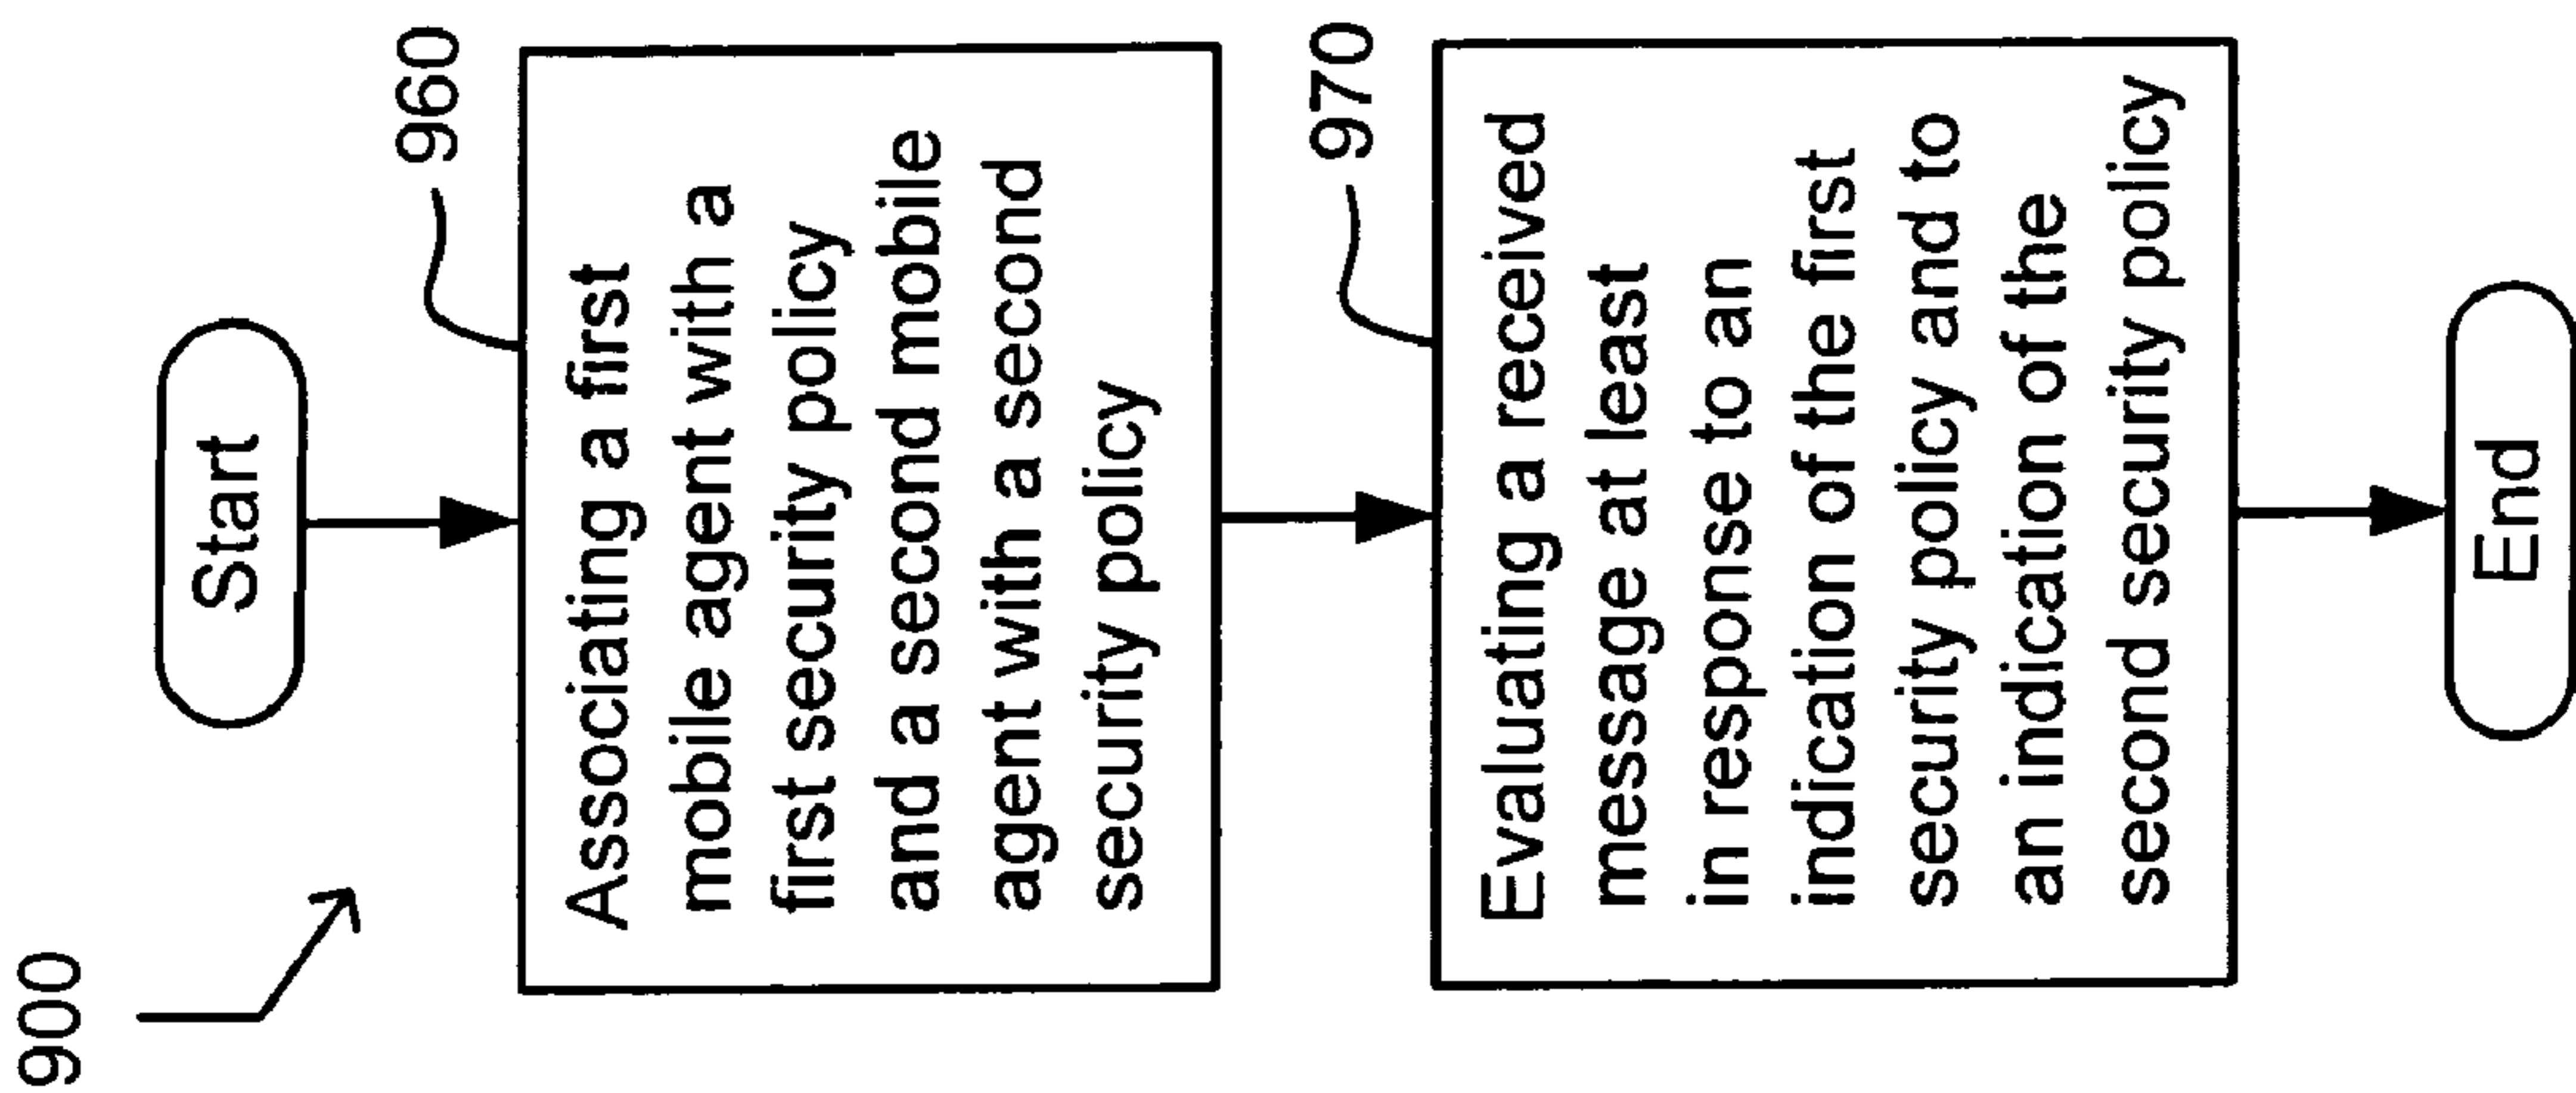 900
Start
960
Associating a first
mobile agent with a
first security policy
and a second mobile
agent with a second
security policy
970
Evaluating a received
message at least
in response to an
indication of the first
security policy and to
an indication of the
second security policy
End